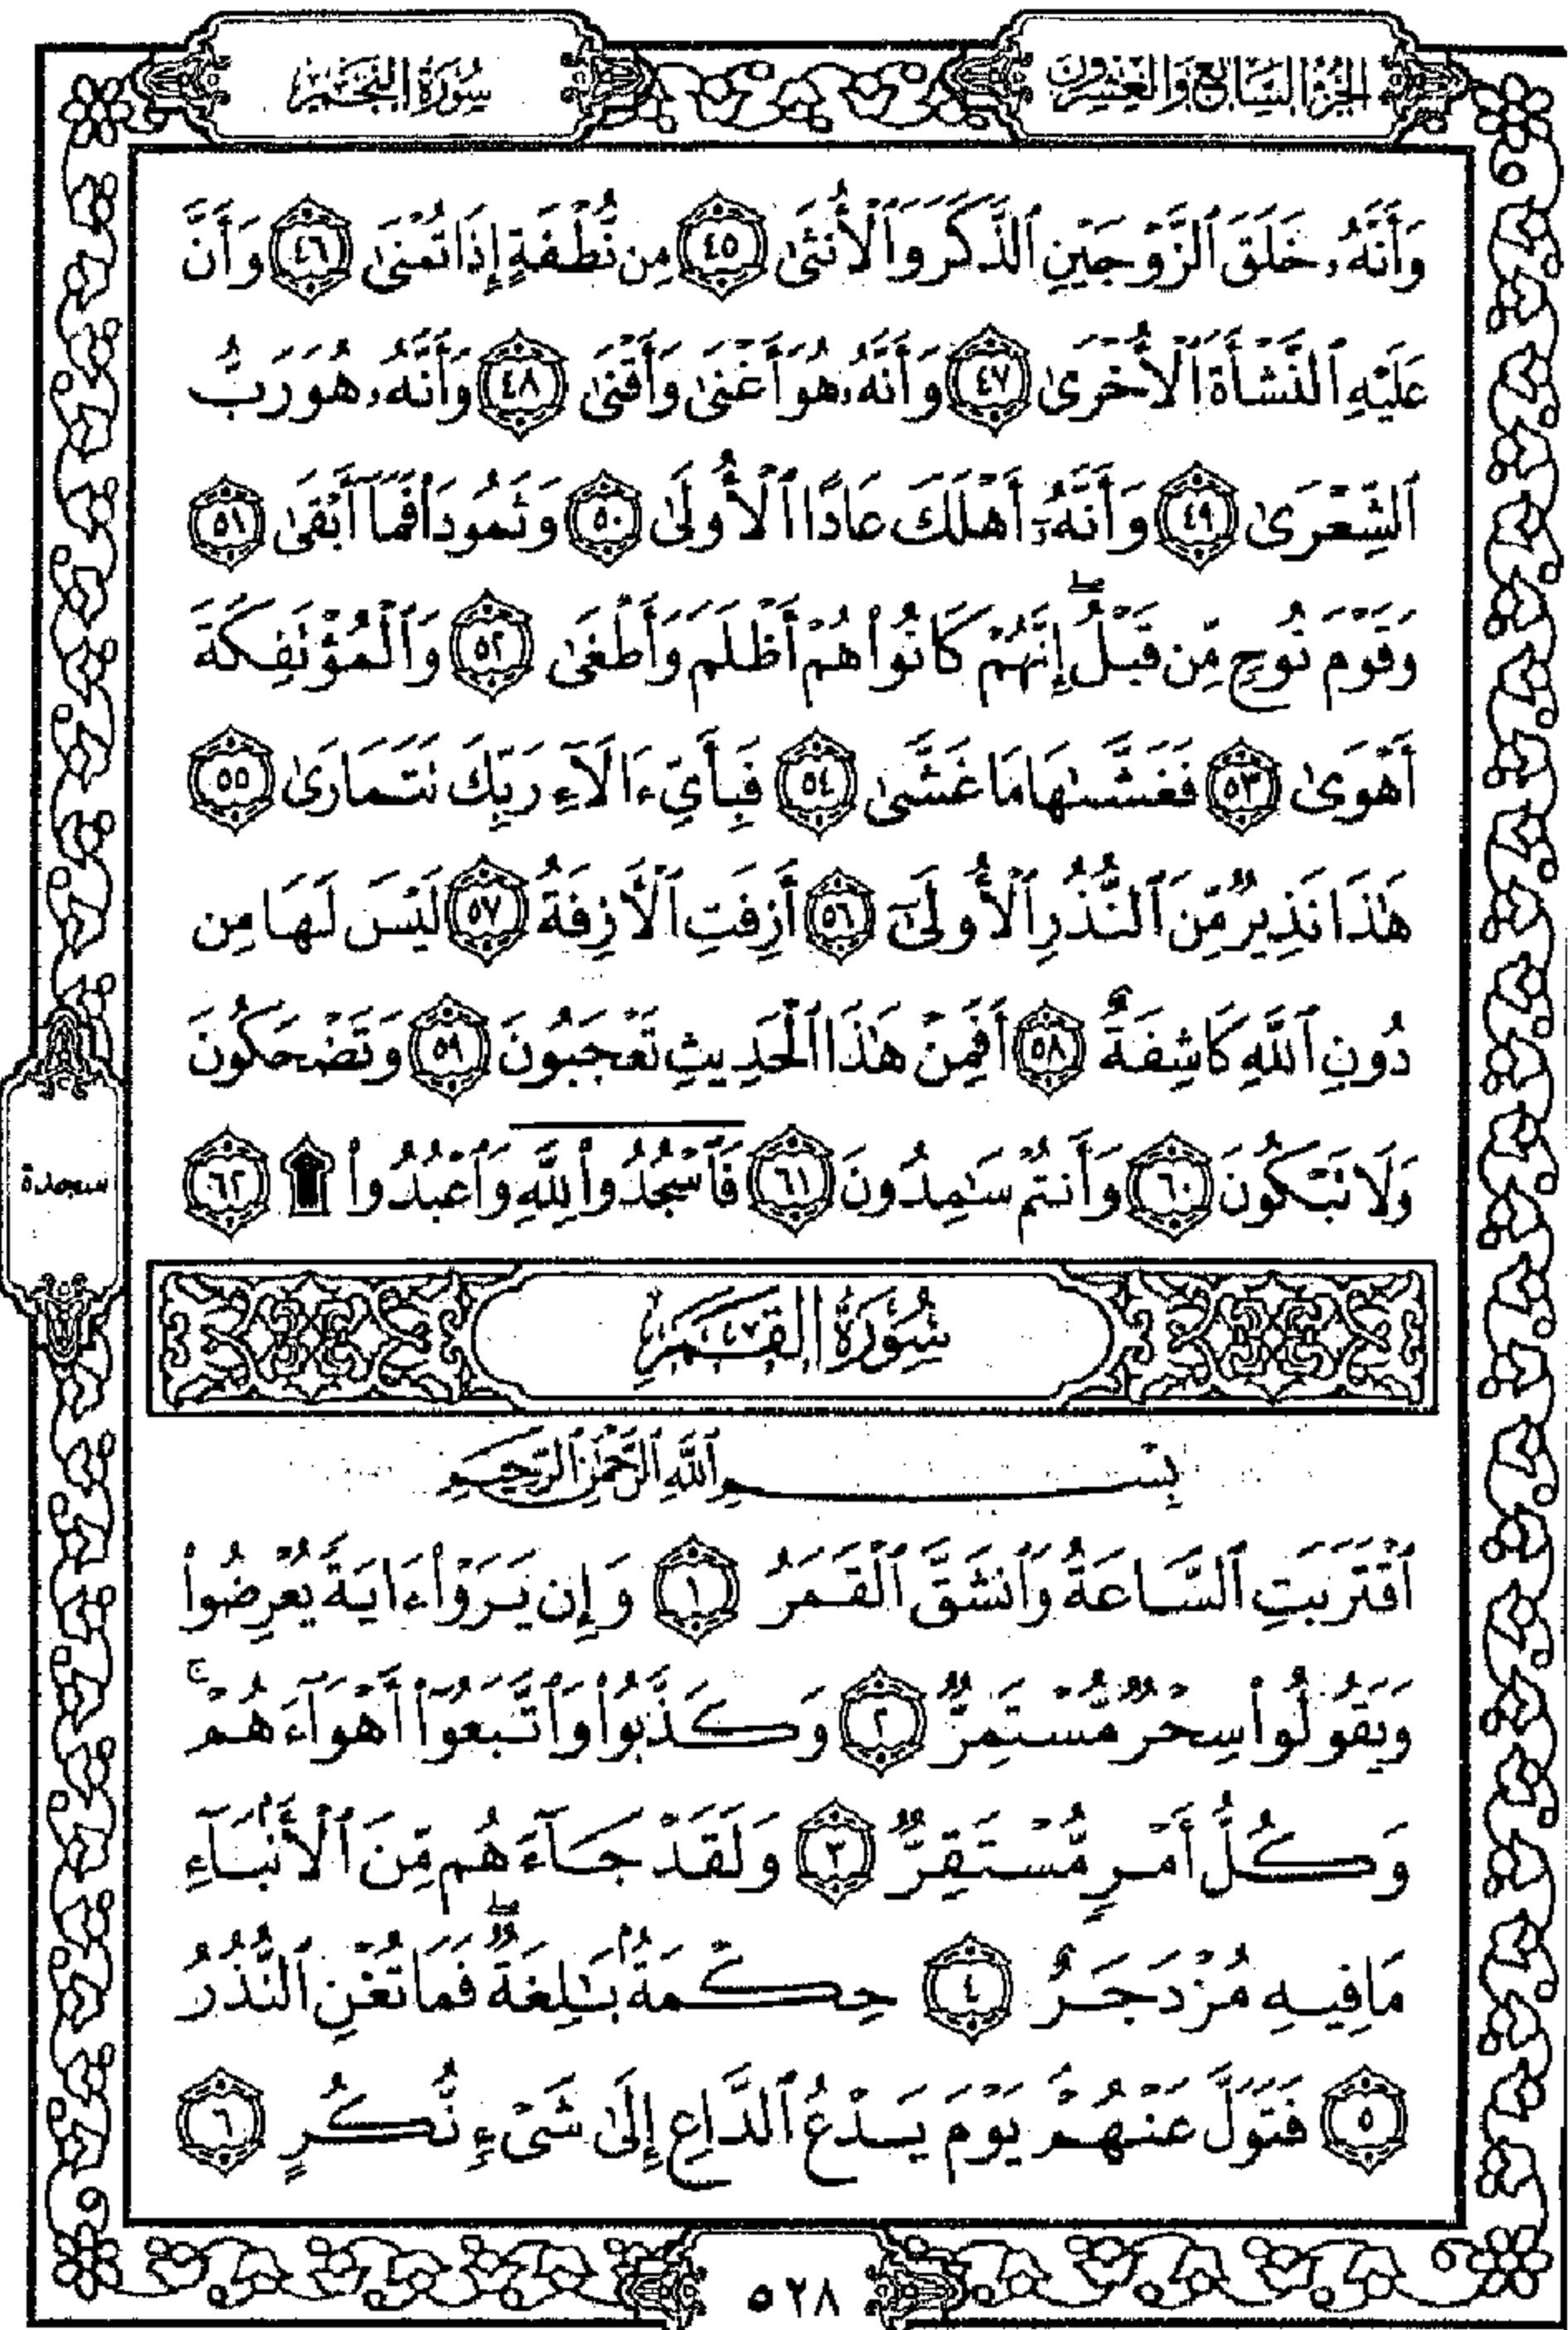 الجزء السابع والعشرون
سورة النجم
وَأَنَّهُۥ خَلَقَ ٱلزَّوْجَيْنِ ٱلذَّكَرَ وَٱلْأُنثَىٰ ٤٥ مِن نُّطْفَةٍ إِذَا تُمْنَىٰ ٤٦ وَأَنَّ
عَلَيْهِ ٱلنَّشْأَةَ ٱلْأُخْرَىٰ ٤٧ وَأَنَّهُۥ هُوَ أَغْنَىٰ وَأَقْنَىٰ ٤٨ وَأَنَّهُۥ هُوَ رَبُّ
ٱلشِّعْرَىٰ ٤٩ وَأَنَّهُۥٓ أَهْلَكَ عَادًا ٱلْأُولَىٰ ٥٠ وَثَمُودَا۟ فَمَآ أَبْقَىٰ ٥١
وَقَوْمَ نُوحٍ مِّن قَبْلُ ۖ إِنَّهُمْ كَانُوا۟ هُمْ أَظْلَمَ وَأَطْغَىٰ ٥٢ وَٱلْمُؤْتَفِكَةَ
أَهْوَىٰ ٥٣ فَغَشَّىٰهَا مَا غَشَّىٰ ٥٤ فَبِأَىِّ ءَالَآءِ رَبِّكَ تَتَمَارَىٰ ٥٥
هَٰذَا نَذِيرٌ مِّنَ ٱلنُّذُرِ ٱلْأُولَىٰٓ ٥٦ أَزِفَتِ ٱلْـَٔازِفَةُ ٥٧ لَيْسَ لَهَا مِن
دُونِ ٱللَّهِ كَاشِفَةٌ ٥٨ أَفَمِنْ هَٰذَا ٱلْحَدِيثِ تَعْجَبُونَ ٥٩ وَتَضْحَكُونَ
وَلَا تَبْكُونَ ٦٠ وَأَنتُمْ سَٰمِدُونَ ٦١ فَٱسْجُدُوا۟ لِلَّهِ وَٱعْبُدُوا۟ ۩ ٦٢
سجدة
سُورَةُ القَمَرِ
بِسْمِ ٱللَّهِ ٱلرَّحْمَٰنِ ٱلرَّحِيمِ
ٱقْتَرَبَتِ ٱلسَّاعَةُ وَٱنشَقَّ ٱلْقَمَرُ ١ وَإِن يَرَوْا۟ ءَايَةً يُعْرِضُوا۟
وَيَقُولُوا۟ سِحْرٌ مُّسْتَمِرٌّ ٢ وَكَذَّبُوا۟ وَٱتَّبَعُوٓا۟ أَهْوَآءَهُمْ ۚ
وَكُلُّ أَمْرٍ مُّسْتَقِرٌّ ٣ وَلَقَدْ جَآءَهُم مِّنَ ٱلْأَنۢبَآءِ
مَا فِيهِ مُزْدَجَرٌ ٤ حِكْمَةٌۢ بَٰلِغَةٌ ۖ فَمَا تُغْنِ ٱلنُّذُرُ
٥ فَتَوَلَّ عَنْهُمْ ۘ يَوْمَ يَدْعُ ٱلدَّاعِ إِلَىٰ شَىْءٍ نُّكُرٍ ٦
٥٢٨